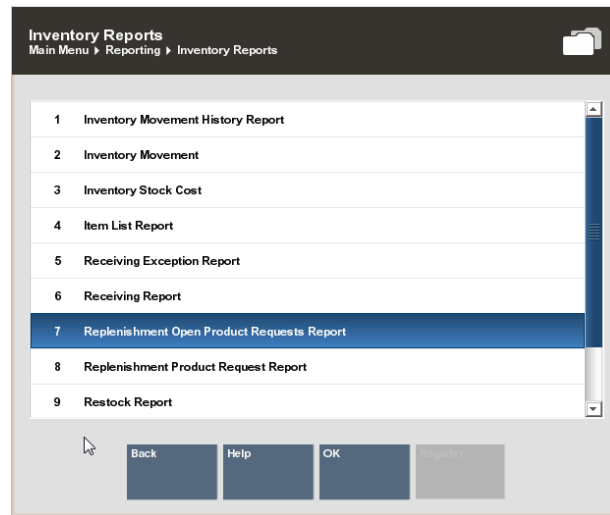 Inventory Reports
Main Menu ▸ Reporting ▸ Inventory Reports
1 Inventory Movement History Report
2 Inventory Movement
3 Inventory Stock Cost
4 Item List Report
5 Receiving Exception Report
6 Receiving Report
7 Replenishment Open Product Requests Report
8 Replenishment Product Request Report
9 Restock Report
Back Help OK Register